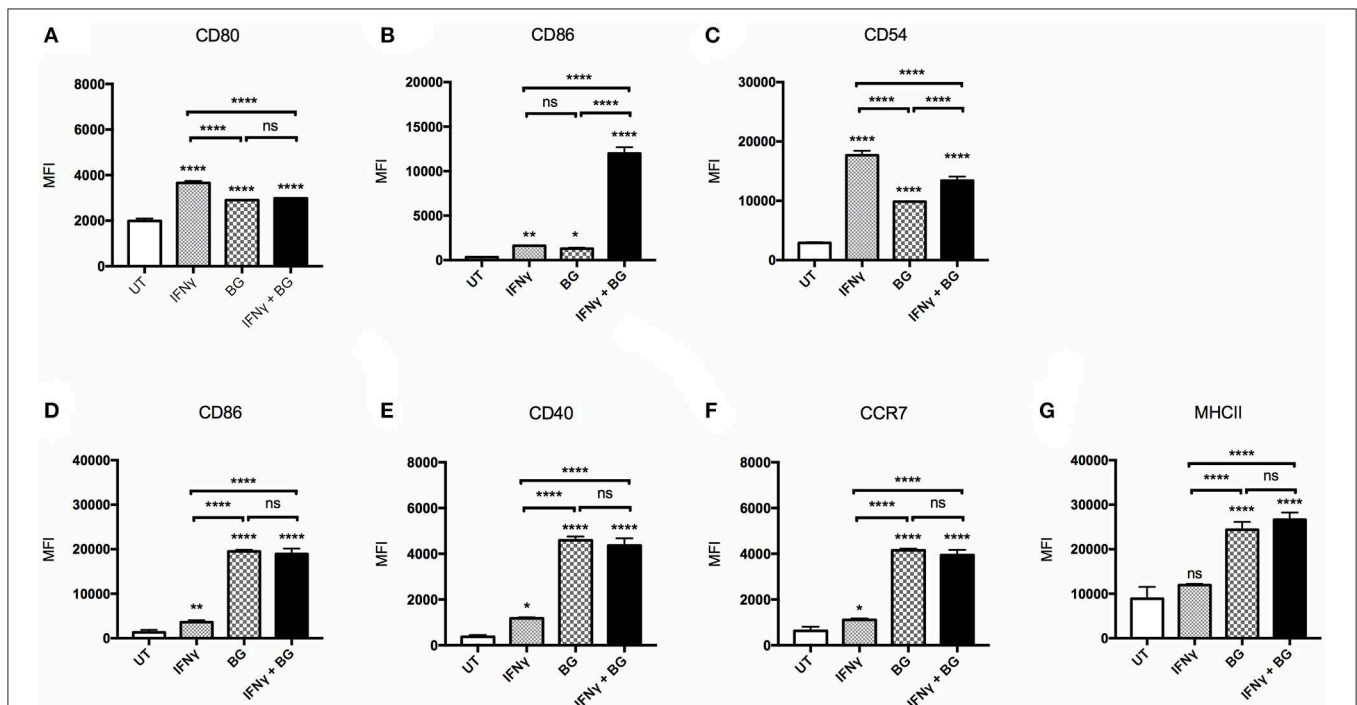 A
CD80
MFI
8000
6000
4000
2000
0
****
**** ns
****
**** ****
UT IFNγ BG IFNγ + BG
B
CD86
MFI
20000
15000
10000
5000
0
****
ns ****
****
** *
UT IFNγ BG IFNγ + BG
C
CD54
MFI
30000
20000
10000
0
****
**** ****
**** **** ****
UT IFNγ BG IFNγ + BG
D
CD86
MFI
40000
30000
20000
10000
0
****
**** ns
** **** ****
UT IFNγ BG IFNγ + BG
E
CD40
MFI
8000
6000
4000
2000
0
****
**** ns
* **** ****
UT IFNγ BG IFNγ + BG
F
CCR7
MFI
8000
6000
4000
2000
0
****
**** ns
* **** ****
UT IFNγ BG IFNγ + BG
G
MHCII
MFI
40000
30000
20000
10000
0
****
**** ns
ns **** ****
UT IFNγ BG IFNγ + BG